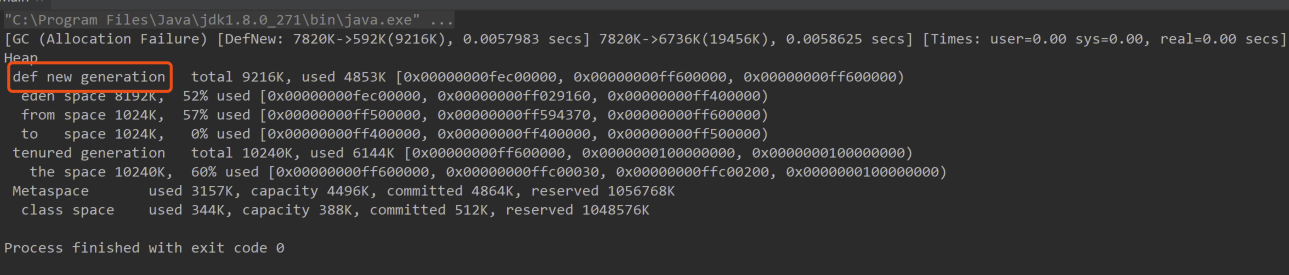 "C:\Program Files\Java\jdk1.8.0_271\bin\java.exe" ...
[GC (Allocation Failure) [DefNew: 7820K->592K(9216K), 0.0057983 secs] 7820K->6736K(19456K), 0.0058625 secs] [Times: user=0.00 sys=0.00, real=0.00 secs]
Heap
def new generation   total 9216K, used 4853K [0x00000000fec00000, 0x00000000ff600000, 0x00000000ff600000)
eden space 8192K,  52% used [0x00000000fec00000, 0x00000000ff029160, 0x00000000ff400000)
from space 1024K,  57% used [0x00000000ff500000, 0x00000000ff594370, 0x00000000ff600000)
to   space 1024K,   0% used [0x00000000ff400000, 0x00000000ff400000, 0x00000000ff500000)
tenured generation   total 10240K, used 6144K [0x00000000ff600000, 0x0000000100000000, 0x0000000100000000)
the space 10240K,  60% used [0x00000000ff600000, 0x00000000ffc00030, 0x00000000ffc00200, 0x0000000100000000)
Metaspace       used 3157K, capacity 4496K, committed 4864K, reserved 1056768K
class space    used 344K, capacity 388K, committed 512K, reserved 1048576K
Process finished with exit code 0